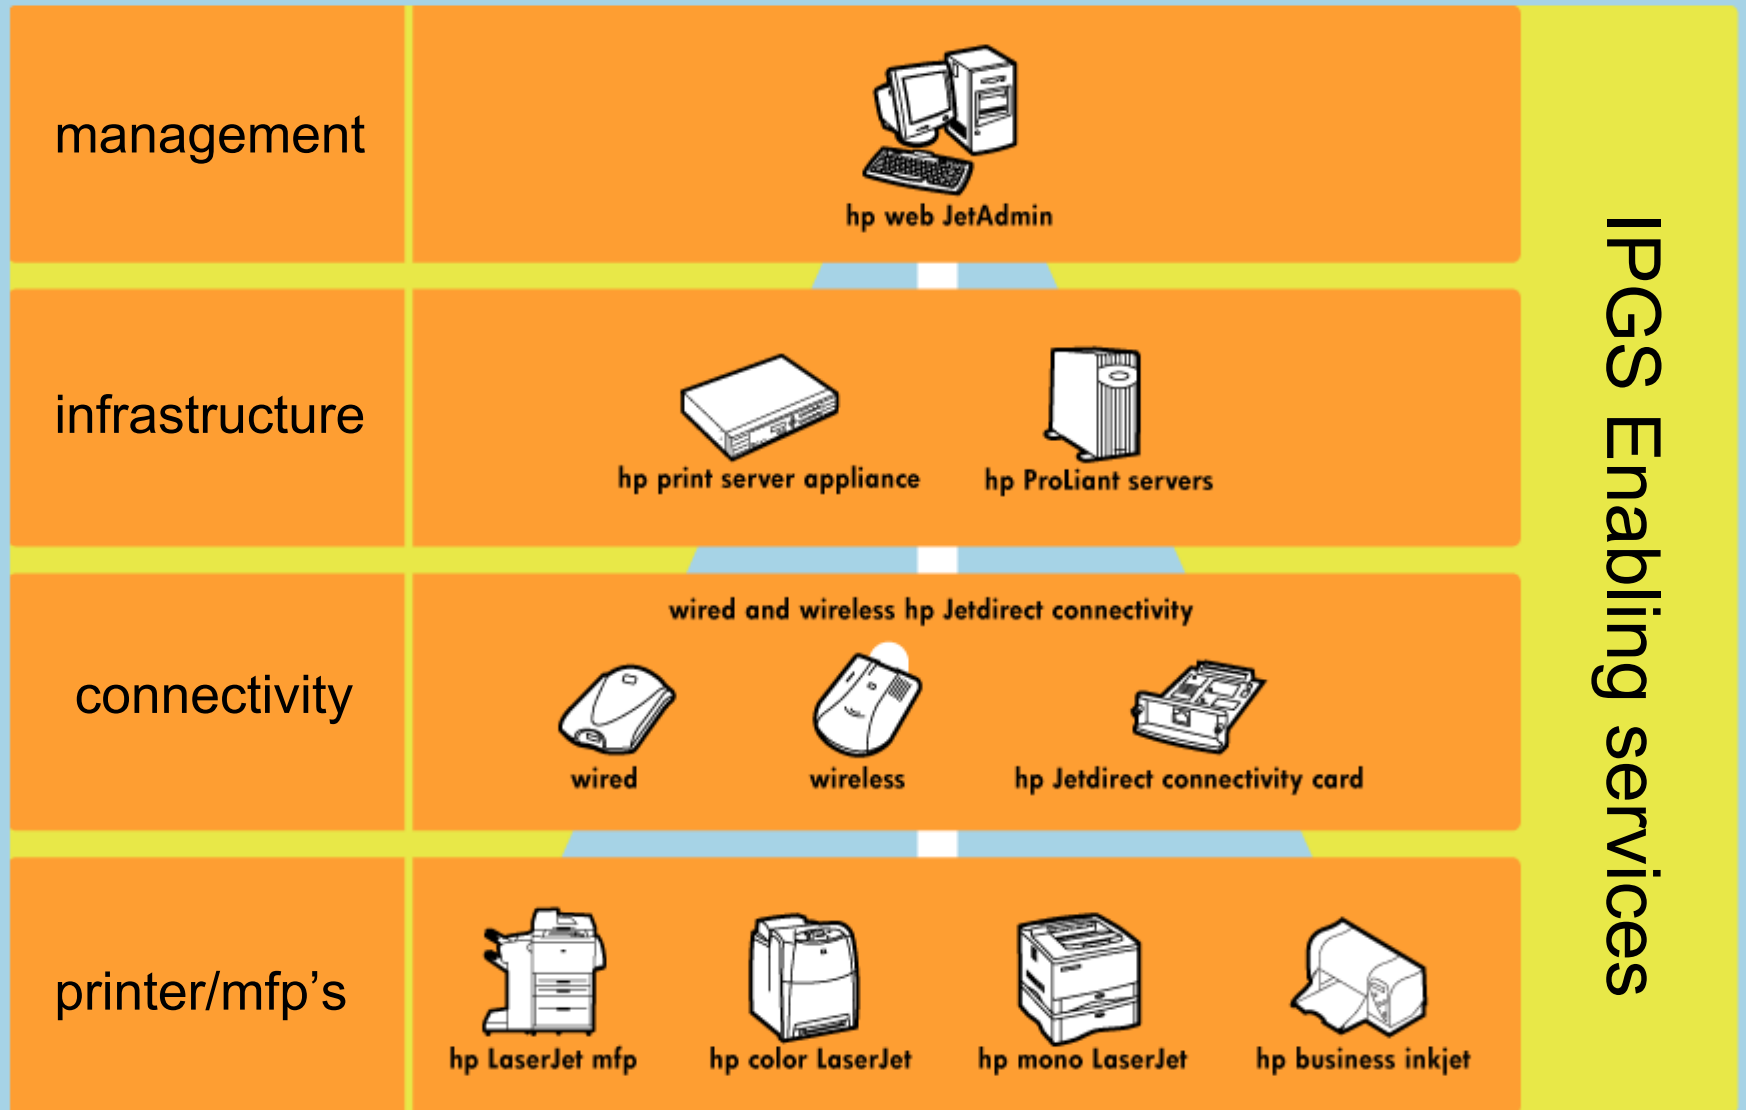 management
hp web JetAdmin
infrastructure
hp print server appliance
hp ProLiant servers
connectivity
wired and wireless hp Jetdirect connectivity
wired
wireless
hp Jetdirect connectivity card
printer/mfp’s
hp LaserJet mfp
hp color LaserJet
hp mono LaserJet
hp business inkjet
IPGS Enabling services